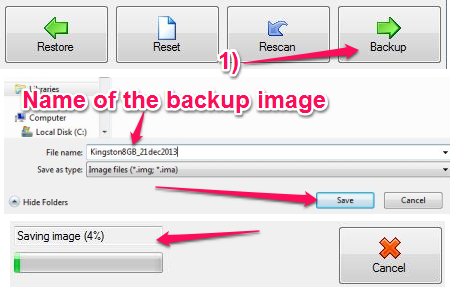 Restore
Reset
Rescan
Backup
1)
Libraries
Name of the backup image
Computer
Local Disk (C:)
File name: Kingston8GB_21dec2013
Save as type: Image files (*.img; *.ima)
Hide Folders
Save
Cancel
Saving image (4%)
Cancel